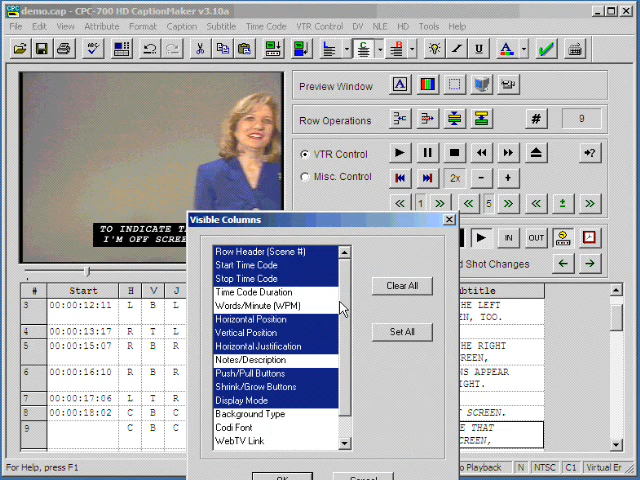 demo.cap - CPC-700 HD CaptionMaker v3.10a
File Edit View Attribute Format Caption Subtitle Time Code VTR Control DV NLE HD Tools Help
ABC L C B I U A
TO INDICATE T
I'M OFF SCREE
Preview Window A
Row Operations # 9
VTR Control
Misc. Control 2x - +
1 5 ±
IN OUT
d Shot Changes
Visible Columns
Row Header (Scene #)
Start Time Code
Stop Time Code
Time Code Duration
Words/Minute (WPM)
Horizontal Position
Vertical Position
Horizontal Justification
Notes/Description
Push/Pull Buttons
Shrink/Grow Buttons
Display Mode
Background Type
Codi Font
WebTV Link
Clear All
Set All
OK Cancel
# Start H V J ubtitle
3 00:00:12:11 L B L HE LEFT
EN, TOO.
4 00:00:13:17 R T L
5 00:00:15:07 R B R HE RIGHT
EEN,
6 00:00:16:10 R B R NS APPEAR
IGHT.
7 00:00:17:06 L T R
8 00:00:18:02 C B C F SCREEN.
9 C B C E THAT
SCREEN,
For Help, press F1 o Playback N NTSC C1 Virtual Er